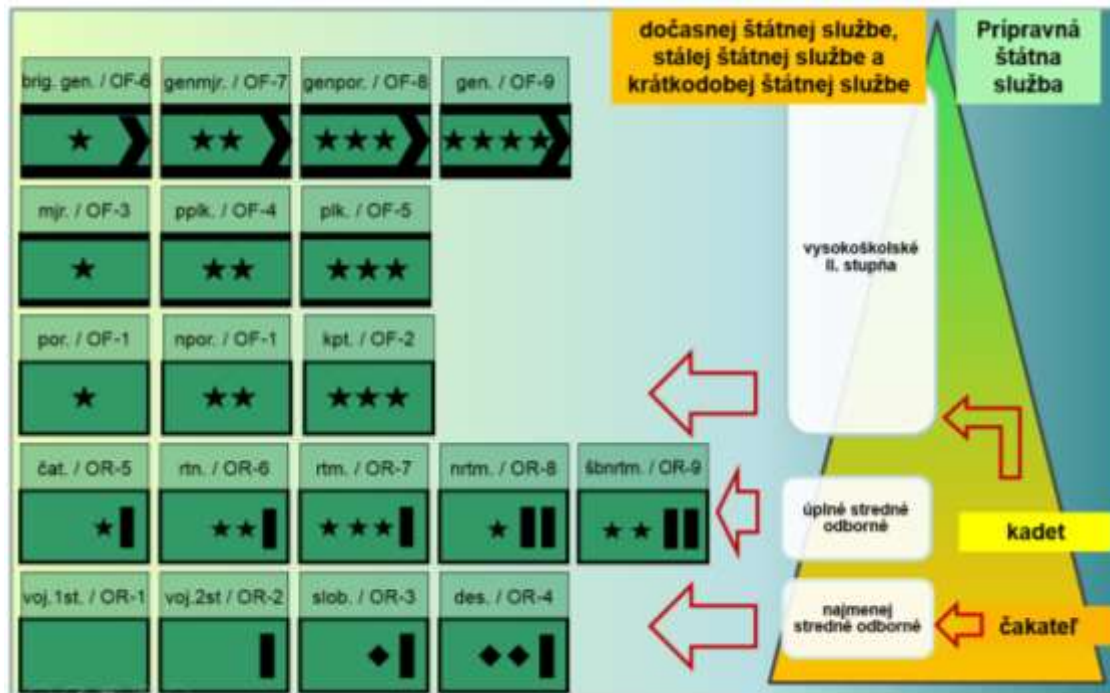 dočasnej štátnej službe,
stálej štátnej službe a
krátkodobej štátnej službe
Prípravná
štátna
služba
brig. gen. / OF-6
genmjr. / OF-7
genpor. / OF-8
gen. / OF-9
mjr. / OF-3
pplk. / OF-4
plk. / OF-5
vysokoškolské
II. stupňa
por. / OF-1
npor. / OF-1
kpt. / OF-2
čat. / OR-5
rtn. / OR-6
rtm. / OR-7
nrtm. / OR-8
šbnrtm. / OR-9
úplné stredné
odborné
kadet
voj.1st. / OR-1
voj.2st / OR-2
slob. / OR-3
des. / OR-4
najmenej
stredné odborné
čakateľ